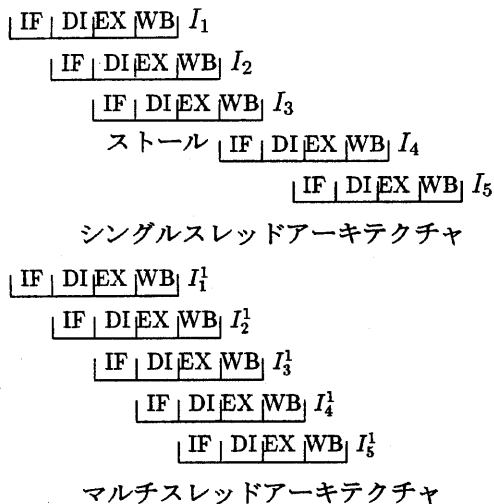 IF DI EX WB I₁
IF DI EX WB I₂
IF DI EX WB I₃
ストール IF DI EX WB I₄
IF DI EX WB I₅
シングルスレッドアーキテクチャ
IF DI EX WB I₁¹
IF DI EX WB I₂¹
IF DI EX WB I₃¹
IF DI EX WB I₄¹
IF DI EX WB I₅¹
マルチスレッドアーキテクチャ